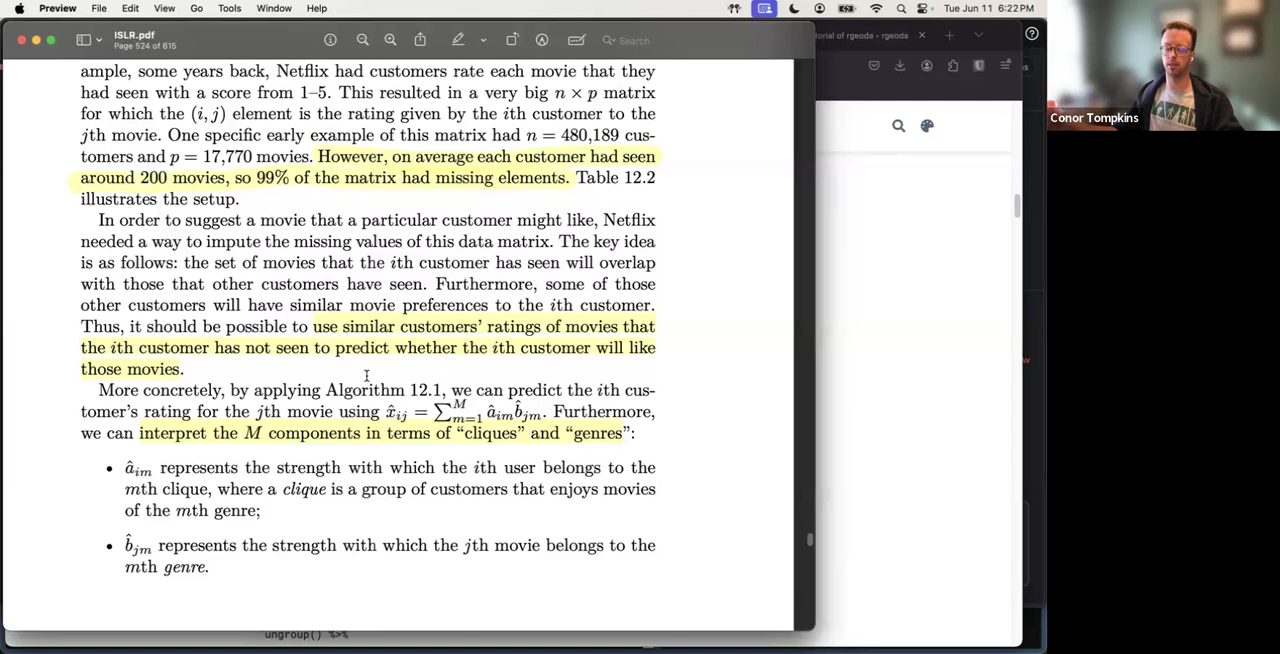 Preview File Edit View Go Tools Window Help
Tue Jun 11 6:22 PM
ISLR.pdf
Page 524 of 615
Search
torial of rgeoda • rgeoda
Conor Tompkins
ample, some years back, Netflix had customers rate each movie that they
had seen with a score from 1–5. This resulted in a very big n × p matrix
for which the (i, j) element is the rating given by the ith customer to the
jth movie. One specific early example of this matrix had n = 480,189 cus-
tomers and p = 17,770 movies. However, on average each customer had seen
around 200 movies, so 99% of the matrix had missing elements. Table 12.2
illustrates the setup.
In order to suggest a movie that a particular customer might like, Netflix
needed a way to impute the missing values of this data matrix. The key idea
is as follows: the set of movies that the ith customer has seen will overlap
with those that other customers have seen. Furthermore, some of those
other customers will have similar movie preferences to the ith customer.
Thus, it should be possible to use similar customers’ ratings of movies that
the ith customer has not seen to predict whether the ith customer will like
those movies.
More concretely, by applying Algorithm 12.1, we can predict the ith cus-
tomer’s rating for the jth movie using x̂ij = ∑ᴹm=1 âim b̂jm. Furthermore,
we can interpret the M components in terms of “cliques” and “genres”:
• âim represents the strength with which the ith user belongs to the
mth clique, where a clique is a group of customers that enjoys movies
of the mth genre;
• b̂jm represents the strength with which the jth movie belongs to the
mth genre.
ungroup() %>%